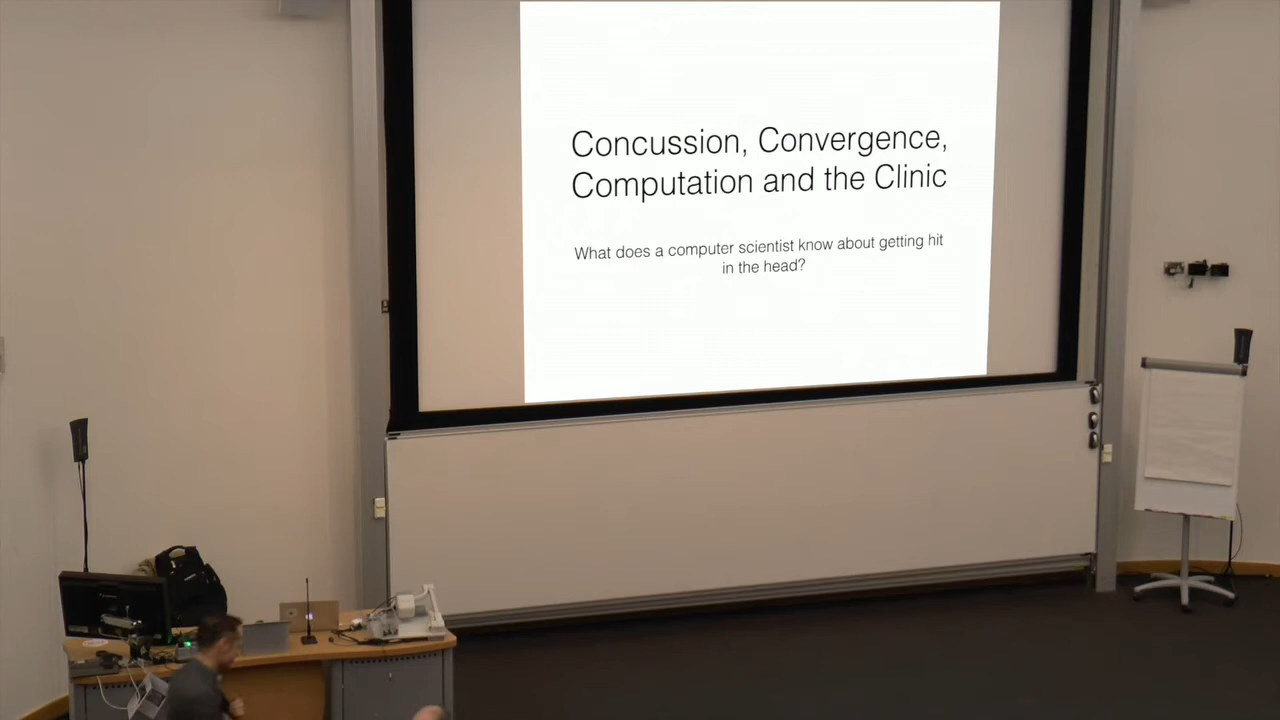 Concussion, Convergence,
Computation and the Clinic
What does a computer scientist know about getting hit
in the head?